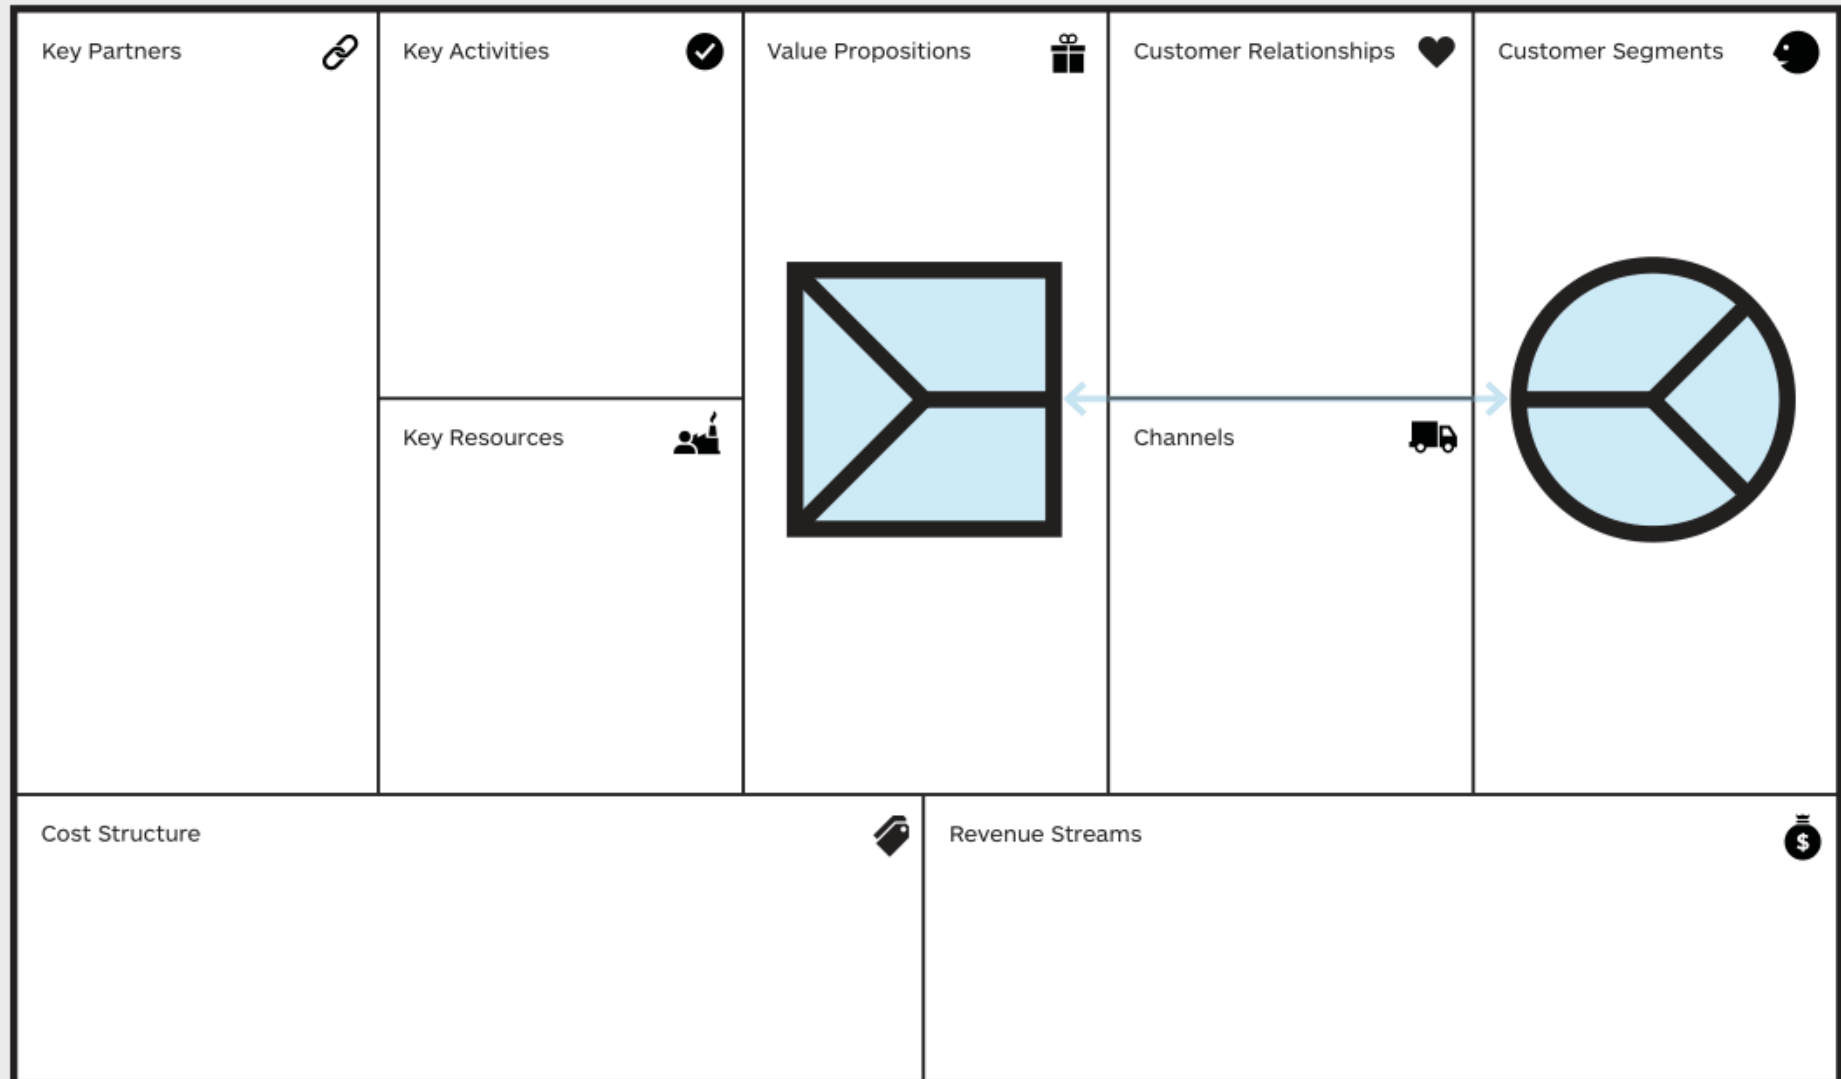 Key Partners
Key Activities
Value Propositions
Customer Relationships
Customer Segments
Key Resources
Channels
Cost Structure
Revenue Streams
$